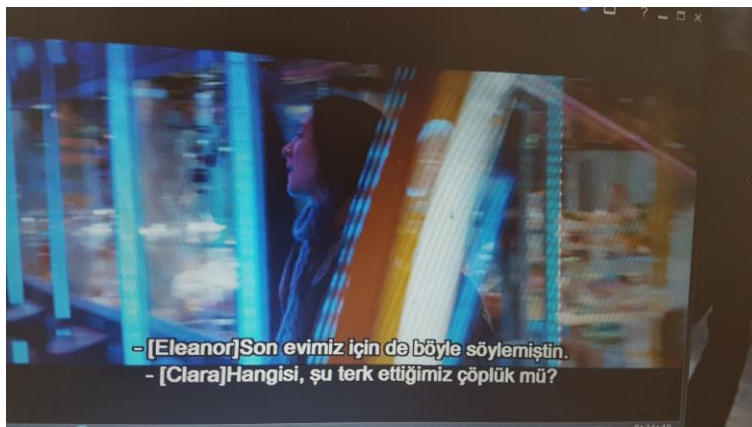 - [Eleanor]Son evimiz için de böyle söylemiştin.
- [Clara]Hangisi, şu terk ettiğimiz çöplük mü?